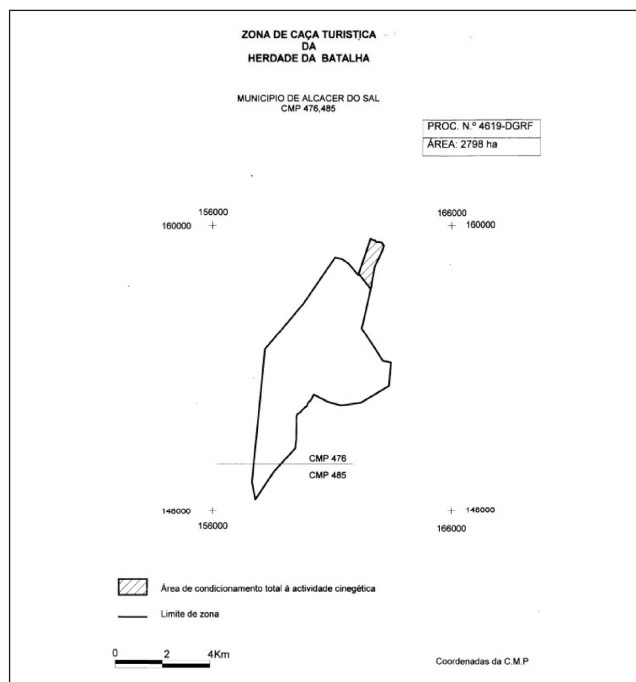 ZONA DE CAÇA TURISTICA
DA
HERDADE DA BATALHA
MUNICIPIO DE ALCACER DO SAL
CMP 476,485
PROC. N.º 4619-DGRF
ÁREA: 2798 ha
156000
166000
160000
160000
CMP 476
CMP 485
148000
148000
156000
166000
Área de condicionamento total à actividade cinegética
Limite de zona
0 2 4Km
Coordenadas da C.M.P